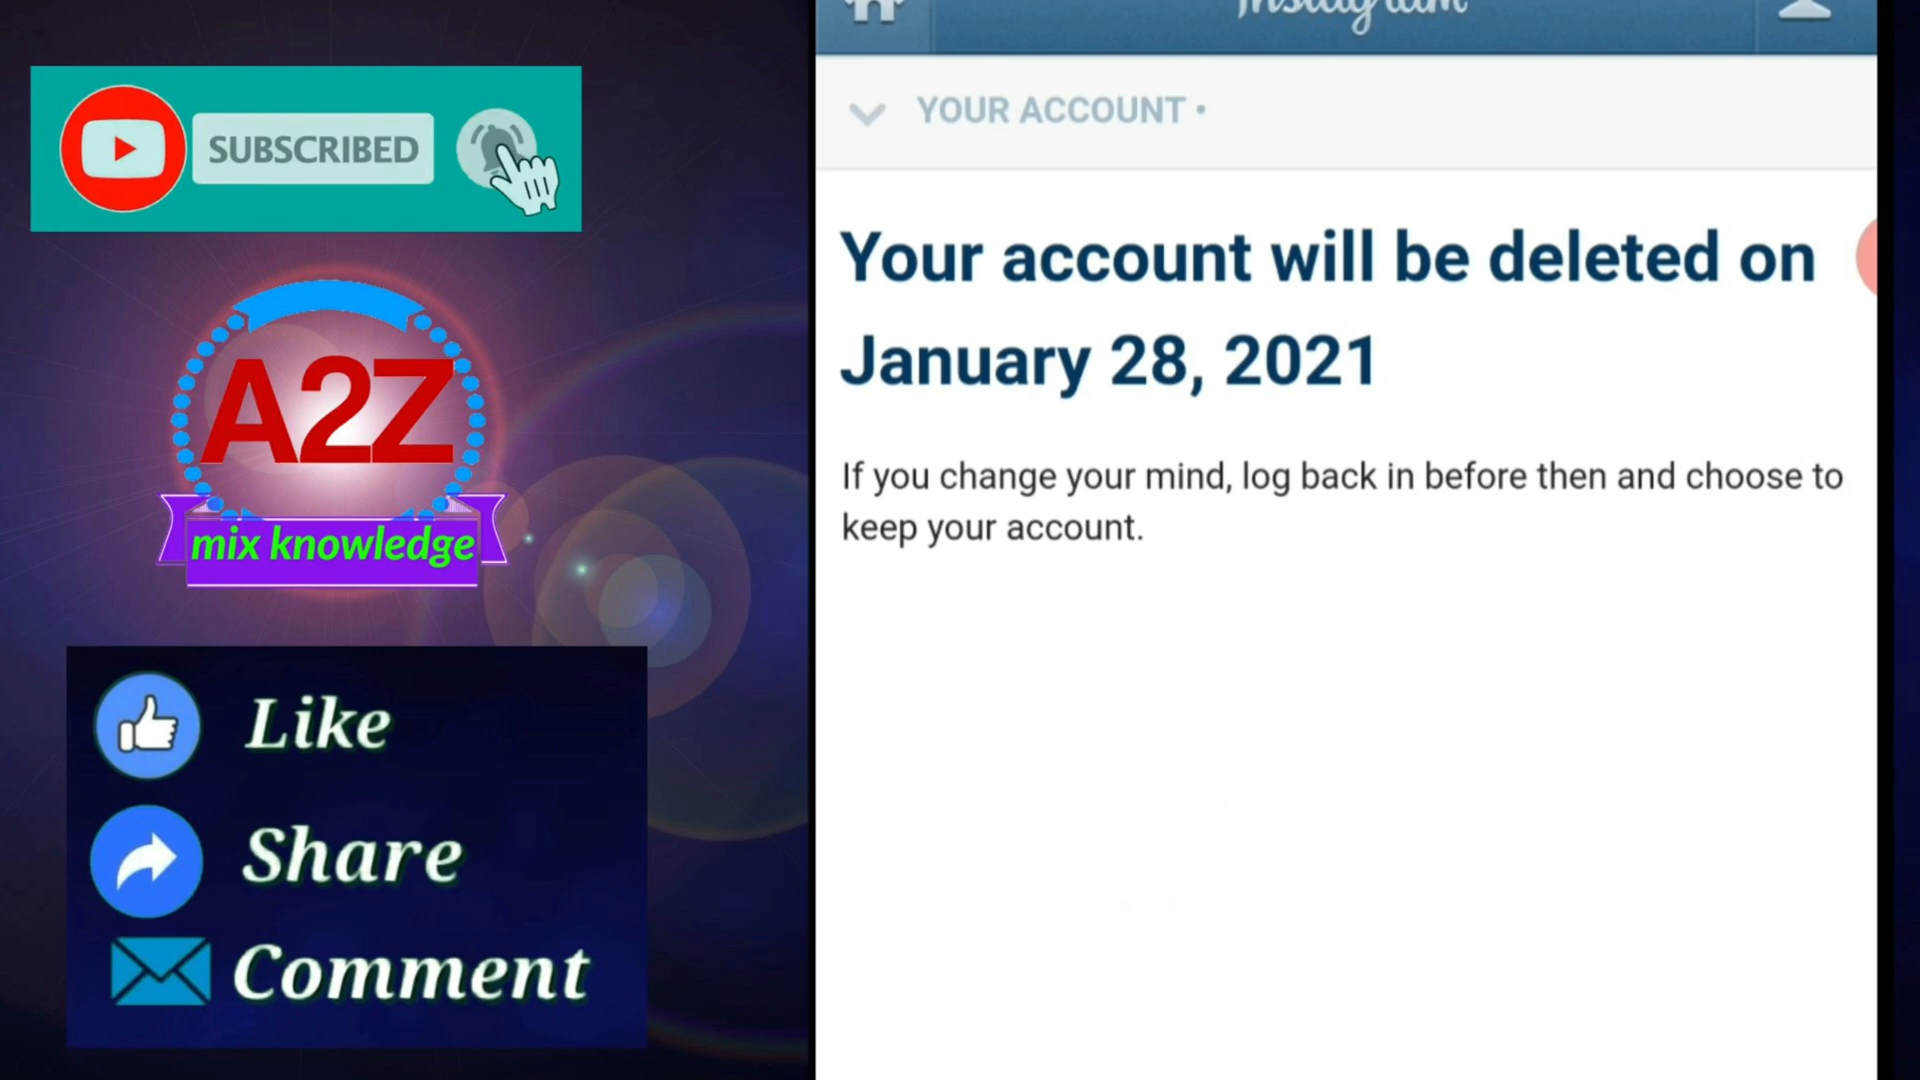 SUBSCRIBED
A2Z
mix knowledge
Like
Share
Comment
Instagram
YOUR ACCOUNT •
Your account will be deleted on
January 28, 2021
If you change your mind, log back in before then and choose to
keep your account.